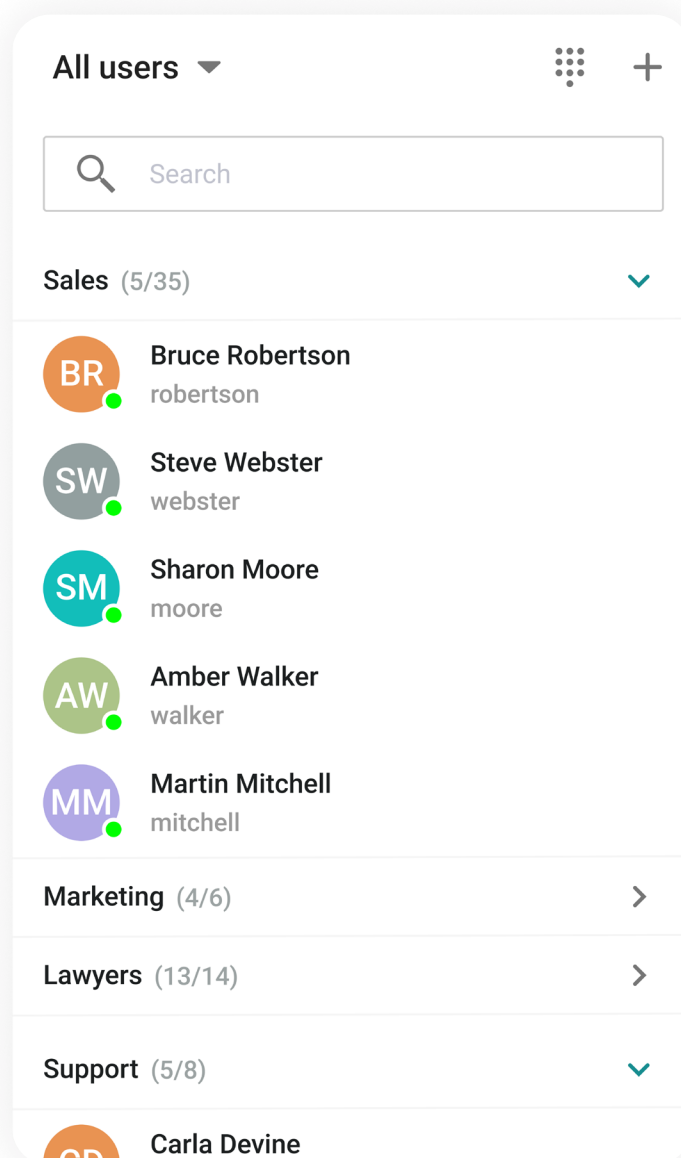 All users
Search
Sales (5/35)
BR
Bruce Robertson
robertson
SW
Steve Webster
webster
SM
Sharon Moore
moore
AW
Amber Walker
walker
MM
Martin Mitchell
mitchell
Marketing (4/6)
Lawyers (13/14)
Support (5/8)
Carla Devine